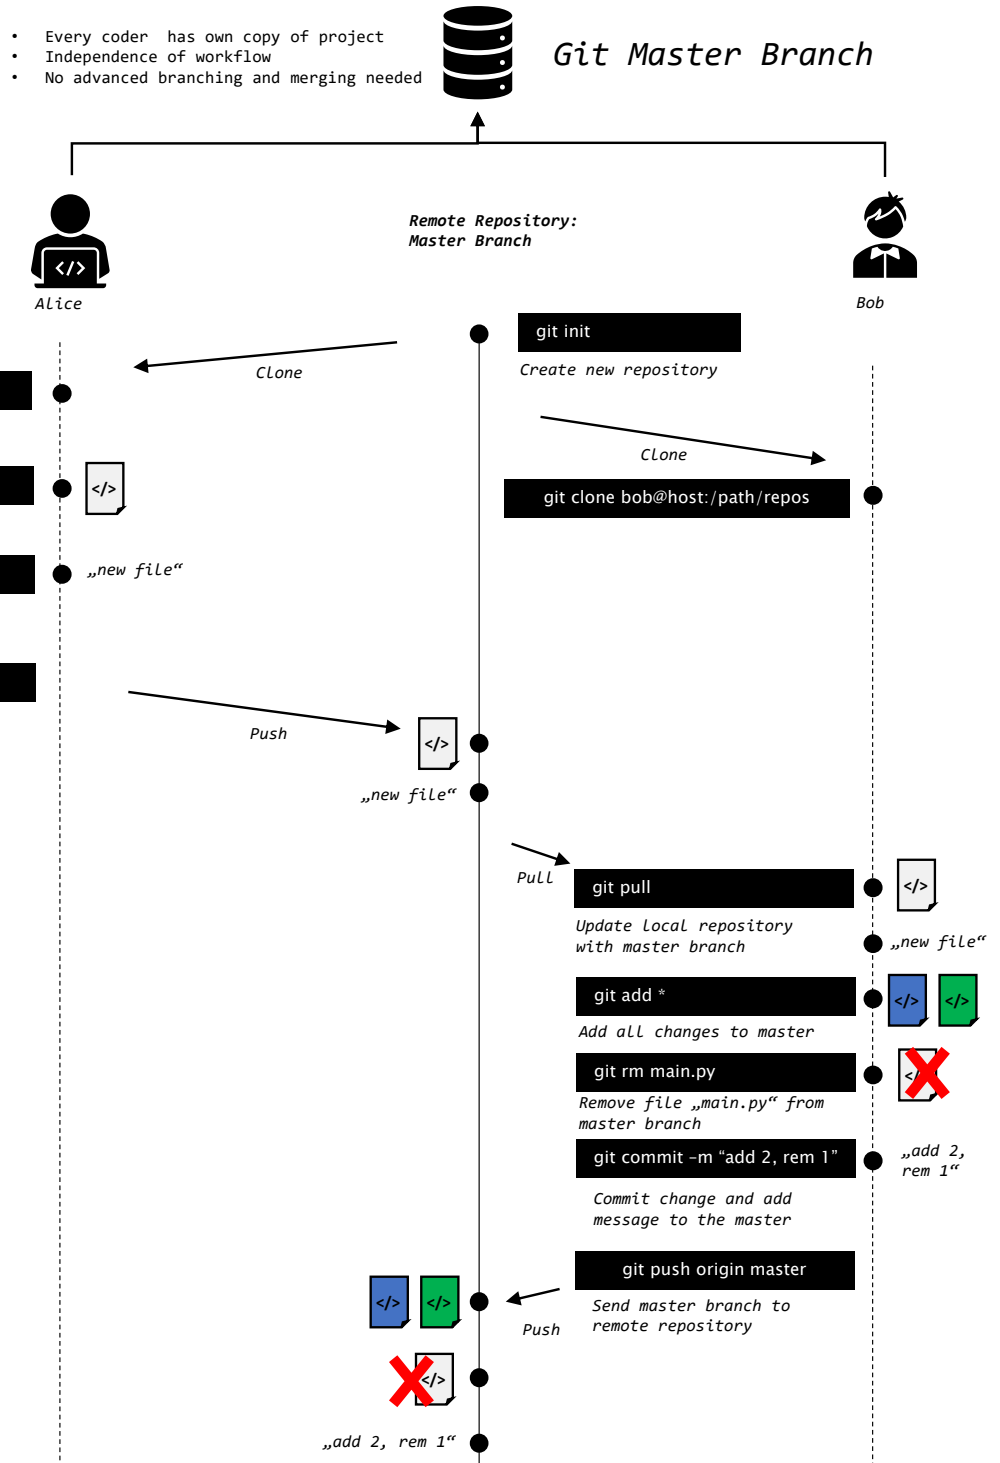 • Every coder  has own copy of project
• Independence of workflow
• No advanced branching and merging needed
Git Master Branch
Remote Repository:
Master Branch
</>
Alice
Bob
git init
Create new repository
Clone
Clone
</>
git clone bob@host:/path/repos
„new file“
Push
</>
„new file“
Pull
git pull
</>
Update local repository
with master branch
„new file“
git add *
</>
</>
Add all changes to master
git rm main.py
Remove file „main.py“ from
master branch
git commit –m “add 2, rem 1”
„add 2,
rem 1“
Commit change and add
message to the master
git push origin master
</>
</>
Push
Send master branch to
remote repository
</>
„add 2, rem 1“